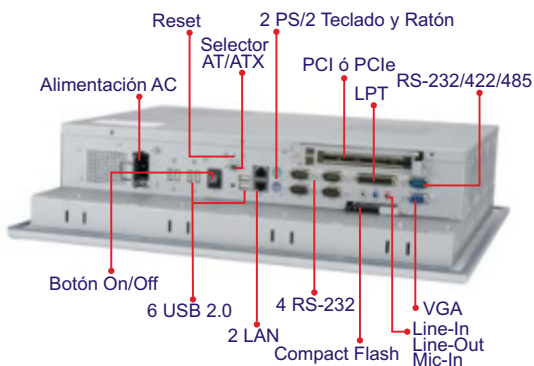 Reset
2 PS/2 Teclado y Ratón
Selector
AT/ATX
PCI ó PCIe
RS-232/422/485
LPT
Alimentación AC
Botón On/Off
6 USB 2.0
2 LAN
4 RS-232
Compact Flash
VGA
Line-In
Line-Out
Mic-In